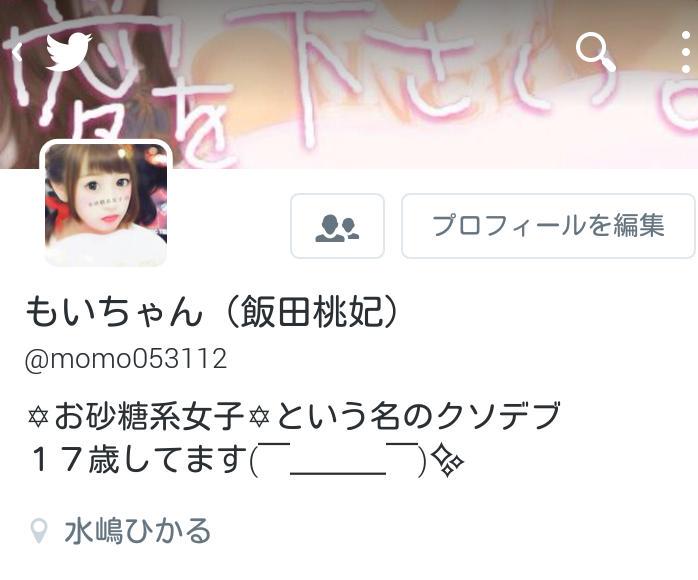 愛を下さい。
プロフィールを編集
もいちゃん（飯田桃妃）
@momo053112
✡お砂糖系女子✡という名のクソデブ
１７歳してます(￣＿＿＿￣)✧
水嶋ひかる